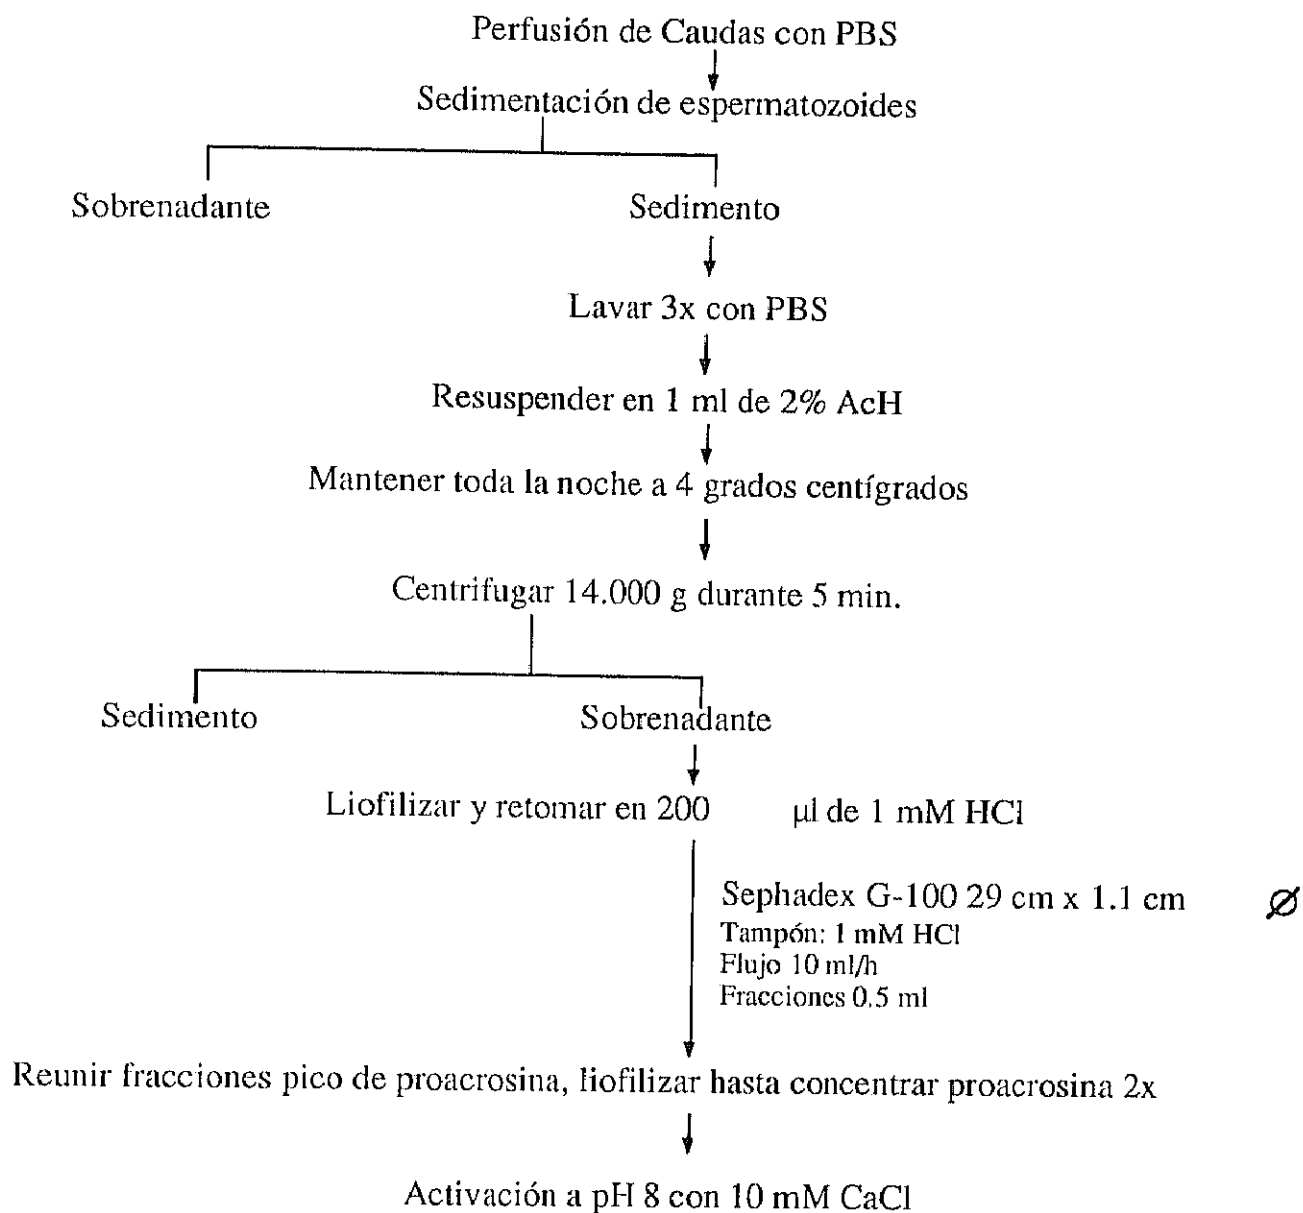 Perfusión de Caudas con PBS
Sedimentación de espermatozoides
Sobrenadante
Sedimento
Lavar 3x con PBS
Resuspender en 1 ml de 2% AcH
Mantener toda la noche a 4 grados centígrados
Centrifugar 14.000 g durante 5 min.
Sedimento
Sobrenadante
Liofilizar y retomar en 200 µl de 1 mM HCl
Sephadex G-100 29 cm x 1.1 cm Ø
Tampón: 1 mM HCl
Flujo 10 ml/h
Fracciones 0.5 ml
Reunir fracciones pico de proacrosina, liofilizar hasta concentrar proacrosina 2x
Activación a pH 8 con 10 mM CaCl